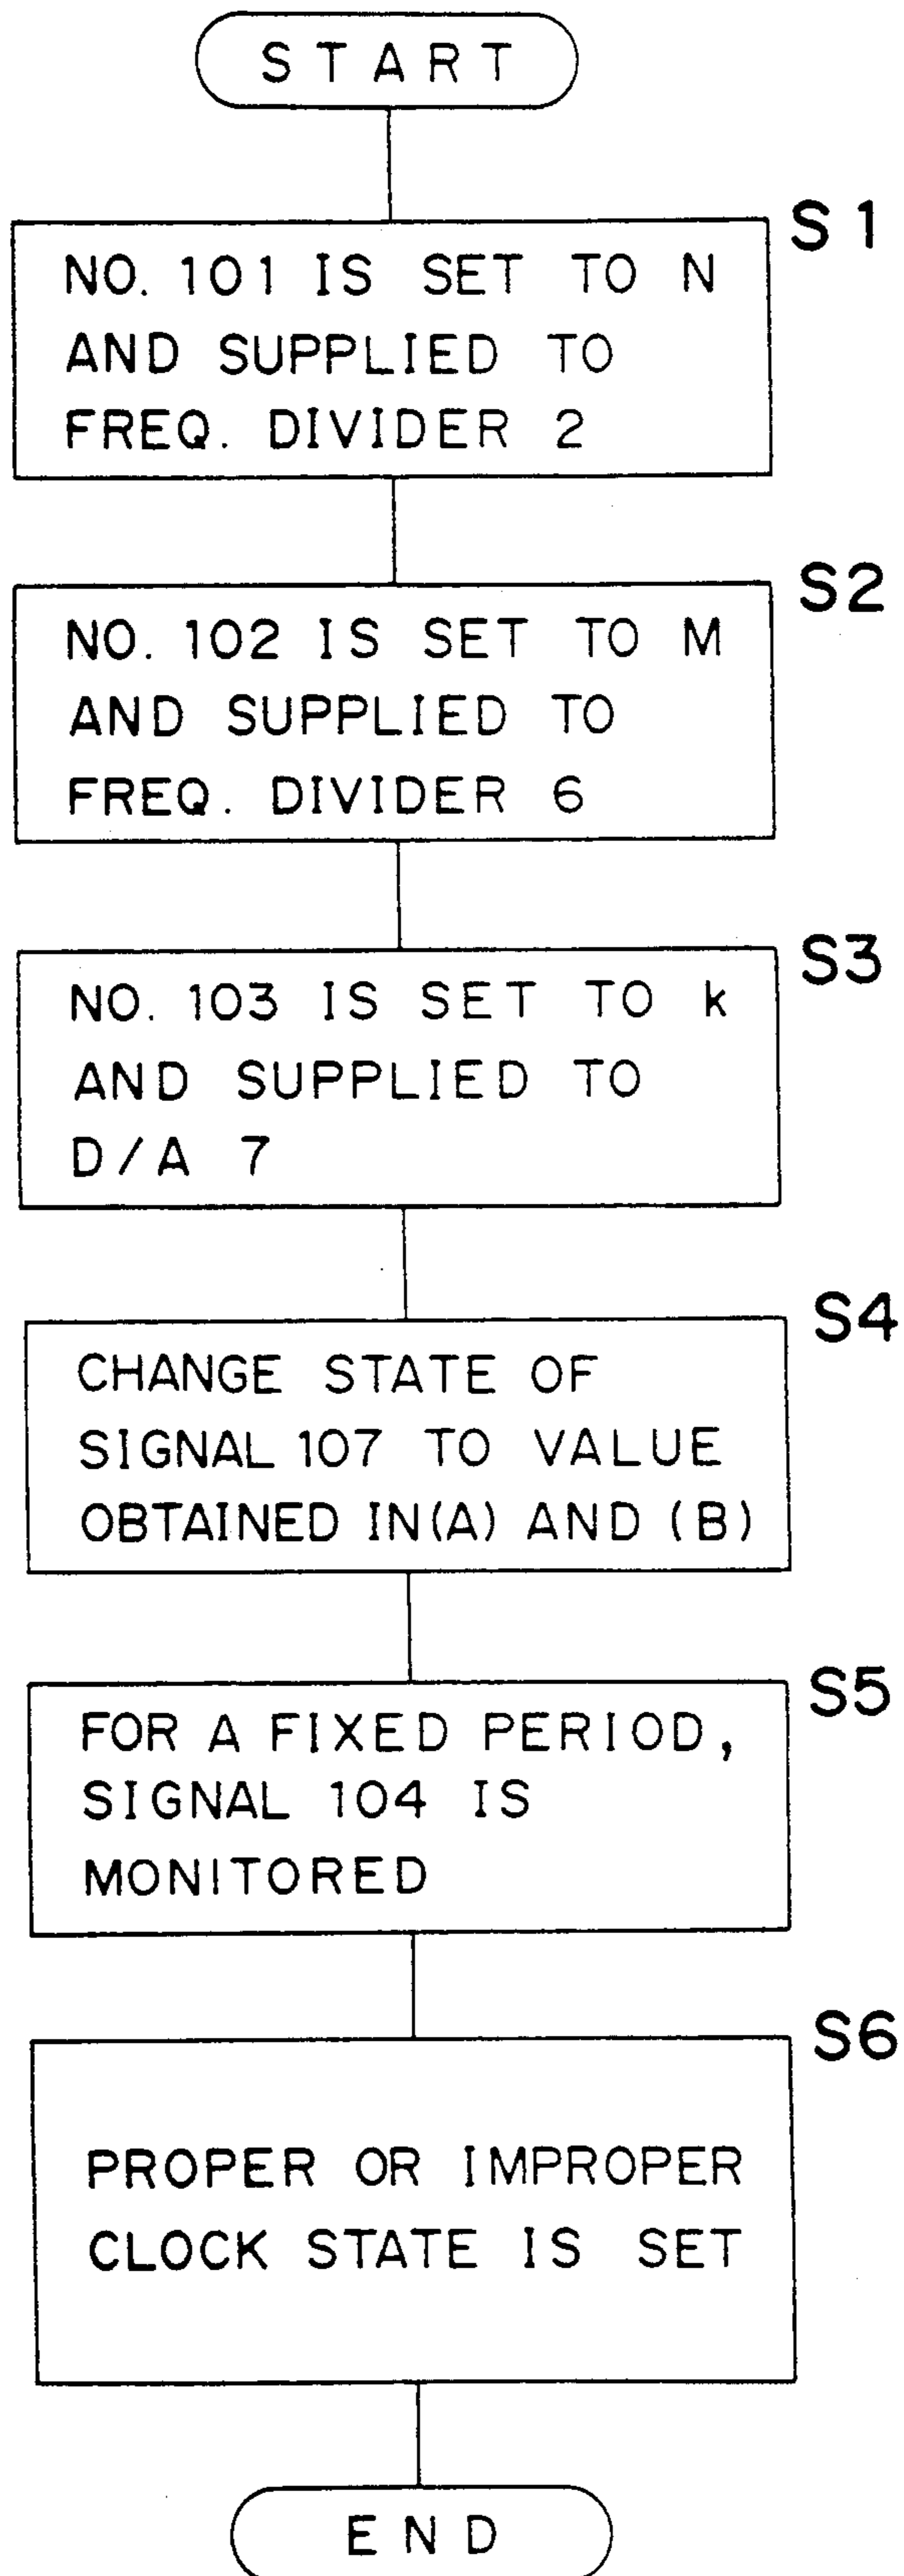 START
S1
NO. 101 IS SET TO N
AND SUPPLIED TO
FREQ. DIVIDER 2
S2
NO. 102 IS SET TO M
AND SUPPLIED TO
FREQ. DIVIDER 6
S3
NO. 103 IS SET TO k
AND SUPPLIED TO
D/A 7
S4
CHANGE STATE OF
SIGNAL 107 TO VALUE
OBTAINED IN(A) AND (B)
S5
FOR A FIXED PERIOD,
SIGNAL 104 IS
MONITORED
S6
PROPER OR IMPROPER
CLOCK STATE IS SET
END